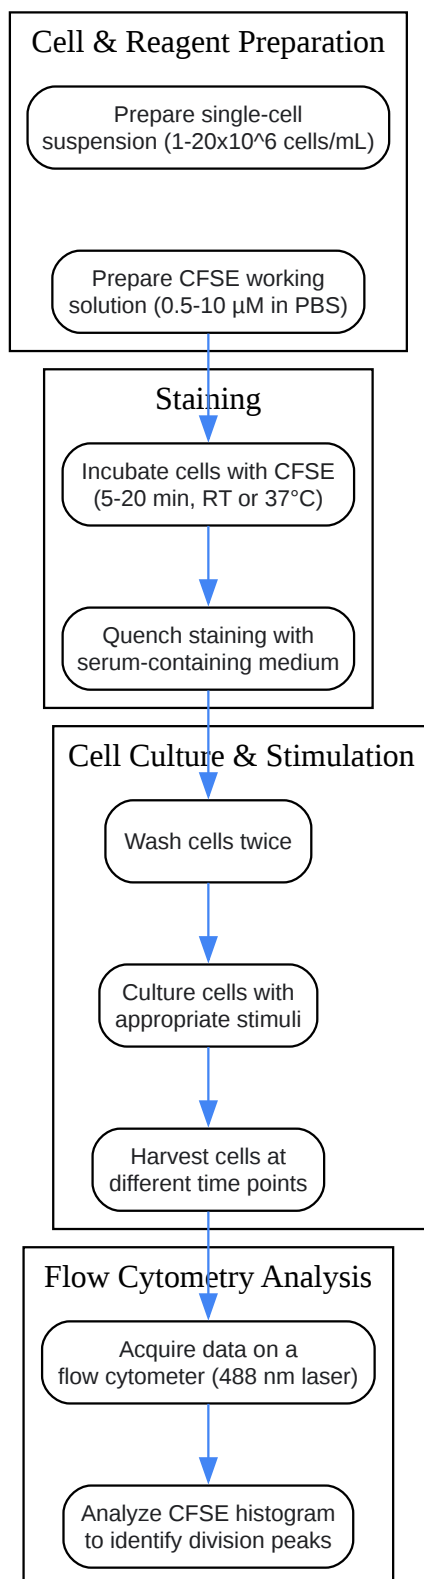 Cell & Reagent Preparation
Prepare single-cell
suspension (1-20x10^6 cells/mL)
Prepare CFSE working
solution (0.5-10 µM in PBS)
Staining
Incubate cells with CFSE
(5-20 min, RT or 37°C)
Quench staining with
serum-containing medium
Cell Culture & Stimulation
Wash cells twice
Culture cells with
appropriate stimuli
Harvest cells at
different time points
Flow Cytometry Analysis
Acquire data on a
flow cytometer (488 nm laser)
Analyze CFSE histogram
to identify division peaks